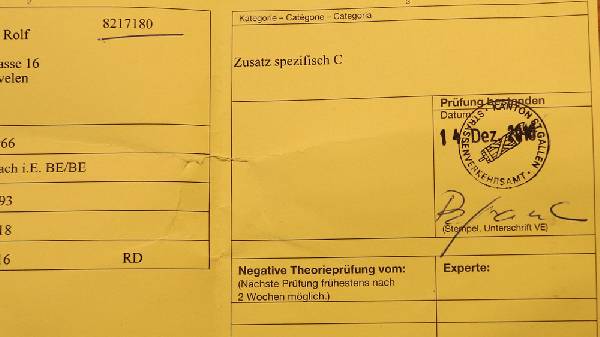 8217180
Rolf
asse 16
velen
66
ach i.E. BE/BE
93
18
16 RD
Kategorie – Catégorie – Categoria
Zusatz spezifisch C
Prüfung bestanden
Datum
14 Dez.
KANTON ST.GALLEN
STRASSENVERKEHRSAMT
(Stempel, Unterschrift VE)
Negative Theorieprüfung vom:
(Nächste Prüfung frühestens nach
2 Wochen möglich.)
Experte: